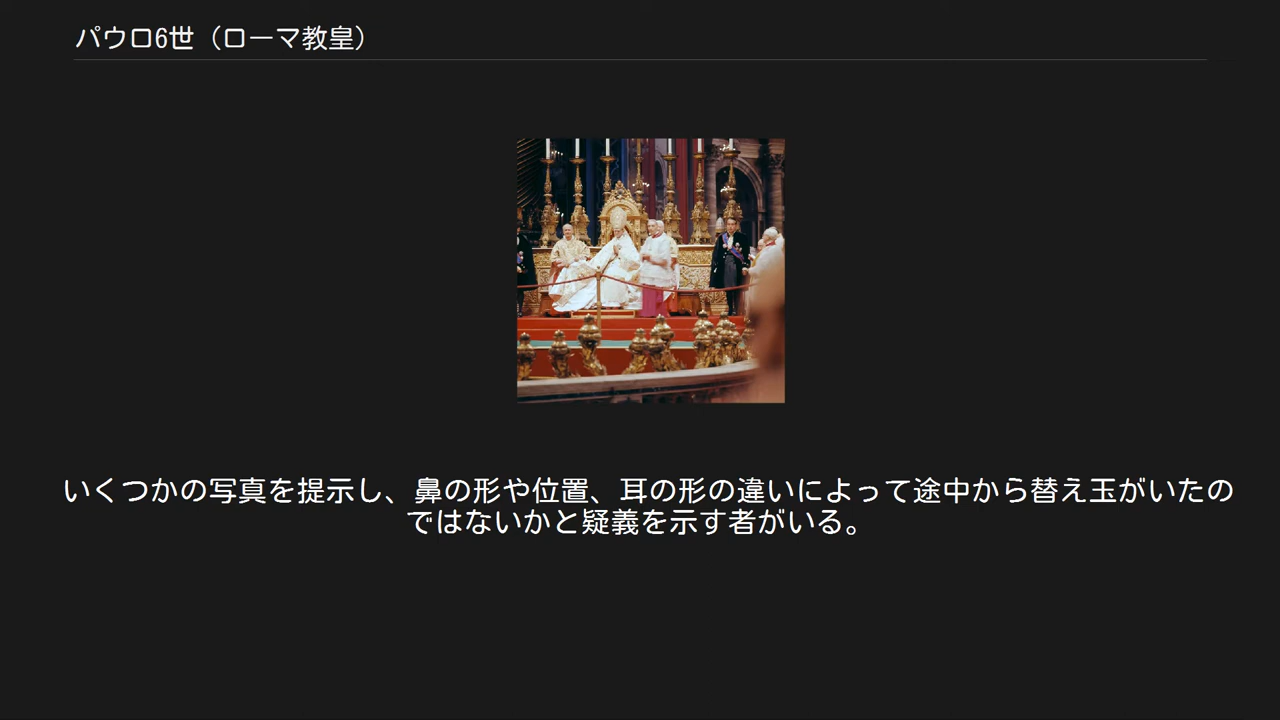 パウロ6世（ローマ教皇）
いくつかの写真を提示し、鼻の形や位置、耳の形の違いによって途中から替え玉がいたの
ではないかと疑義を示す者がいる。